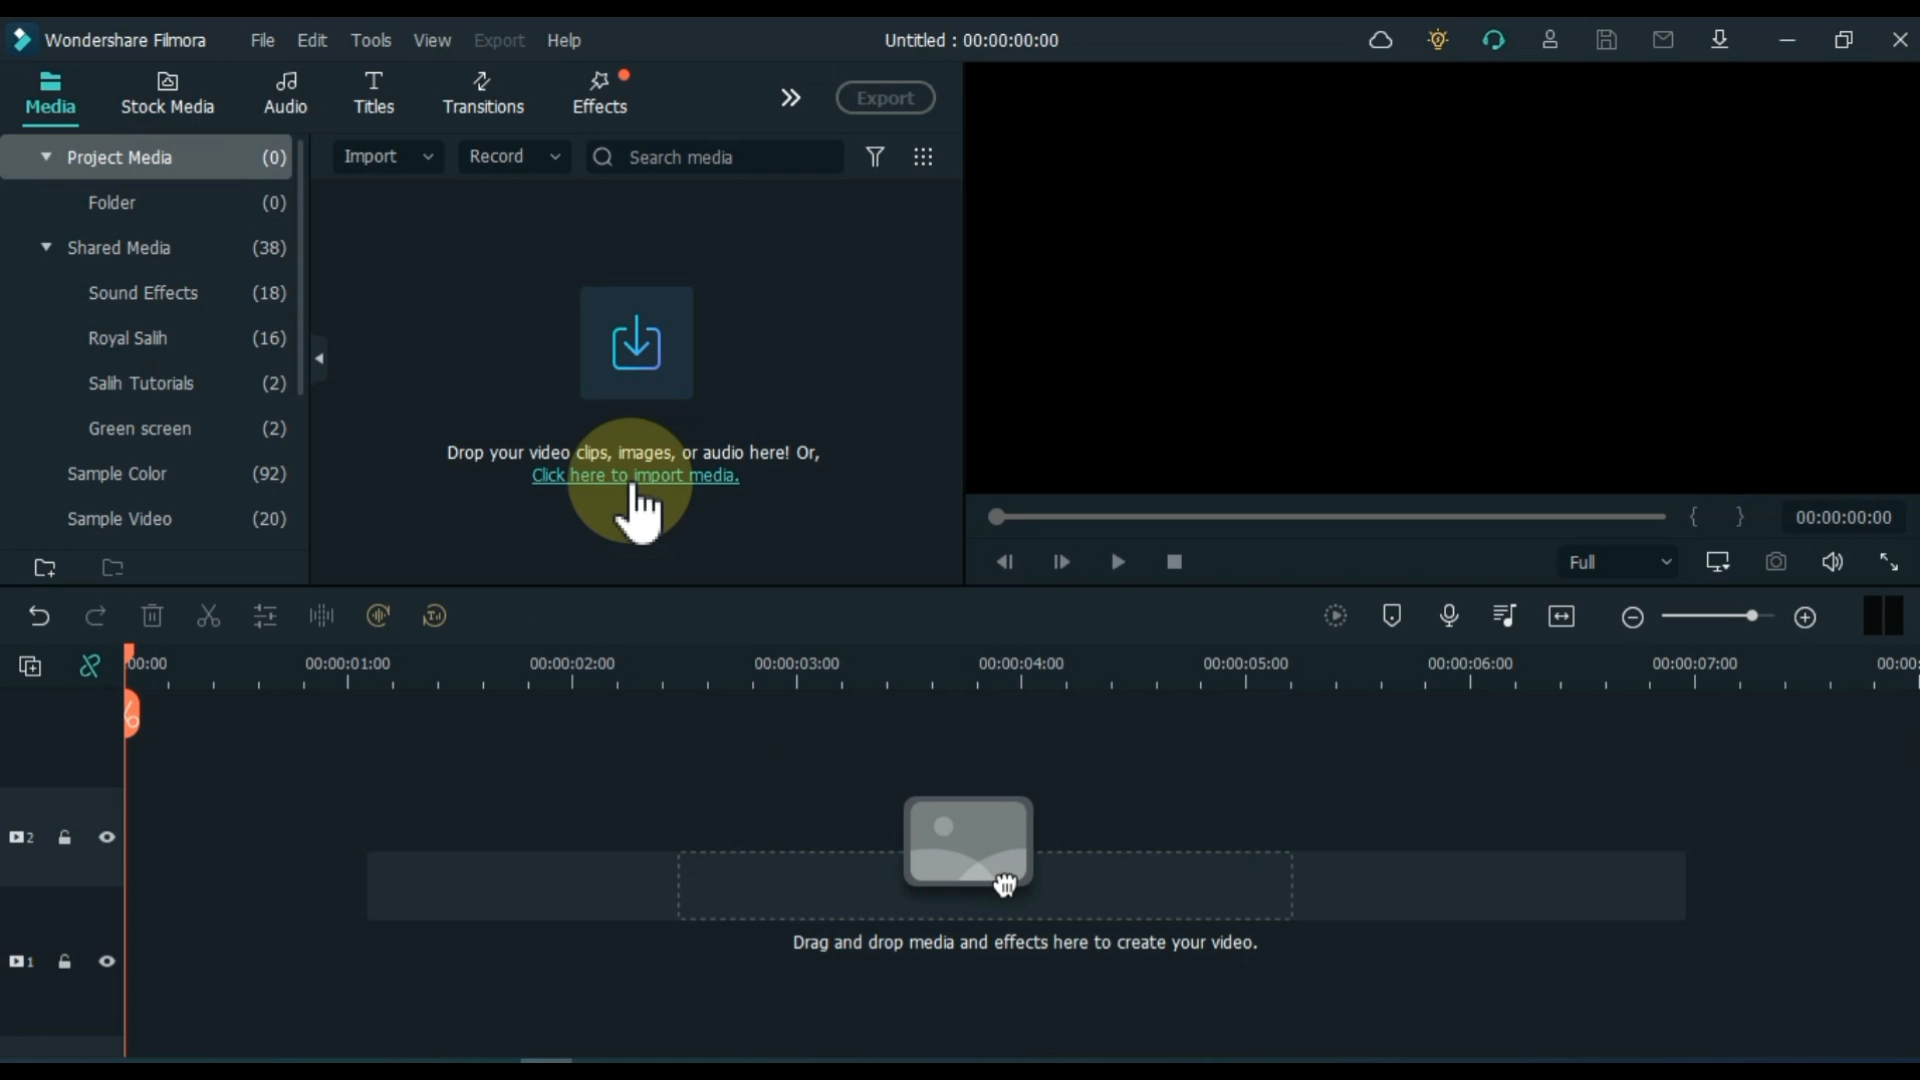 Wondershare Filmora File Edit Tools View Export Help Untitled : 00:00:00:00
Media Stock Media Audio Titles Transitions Effects Export
Project Media (0)
Import Record Search media
Folder (0)
Shared Media (38)
Sound Effects (18)
Royal Salih (16)
Salih Tutorials (2)
Green screen (2)
Sample Color (92)
Sample Video (20)
Drop your video clips, images, or audio here! Or,
Click here to import media.
{ } 00:00:00:00
Full
00:00 00:00:01:00 00:00:02:00 00:00:03:00 00:00:04:00 00:00:05:00 00:00:06:00 00:00:07:00 00:00:
2
Drag and drop media and effects here to create your video.
1